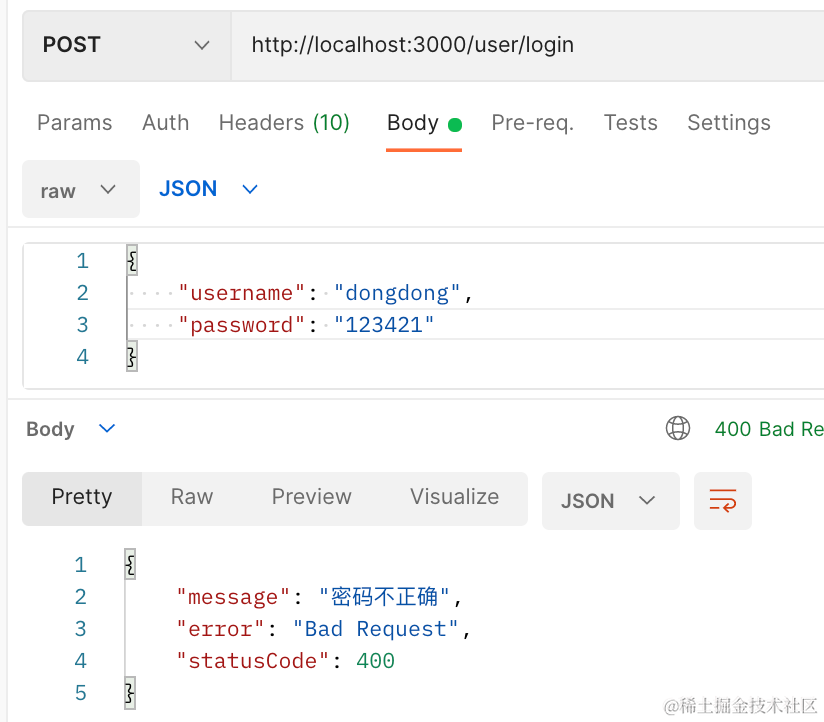 POST http://localhost:3000/user/login
Params Auth Headers (10) Body Pre-req. Tests Settings
raw JSON
1 {
2 "username": "dongdong",
3 "password": "123421"
4 }
Body 400 Bad Re
Pretty Raw Preview Visualize JSON
1 {
2 "message": "密码不正确",
3 "error": "Bad Request",
4 "statusCode": 400
5 }
@稀土掘金技术社区